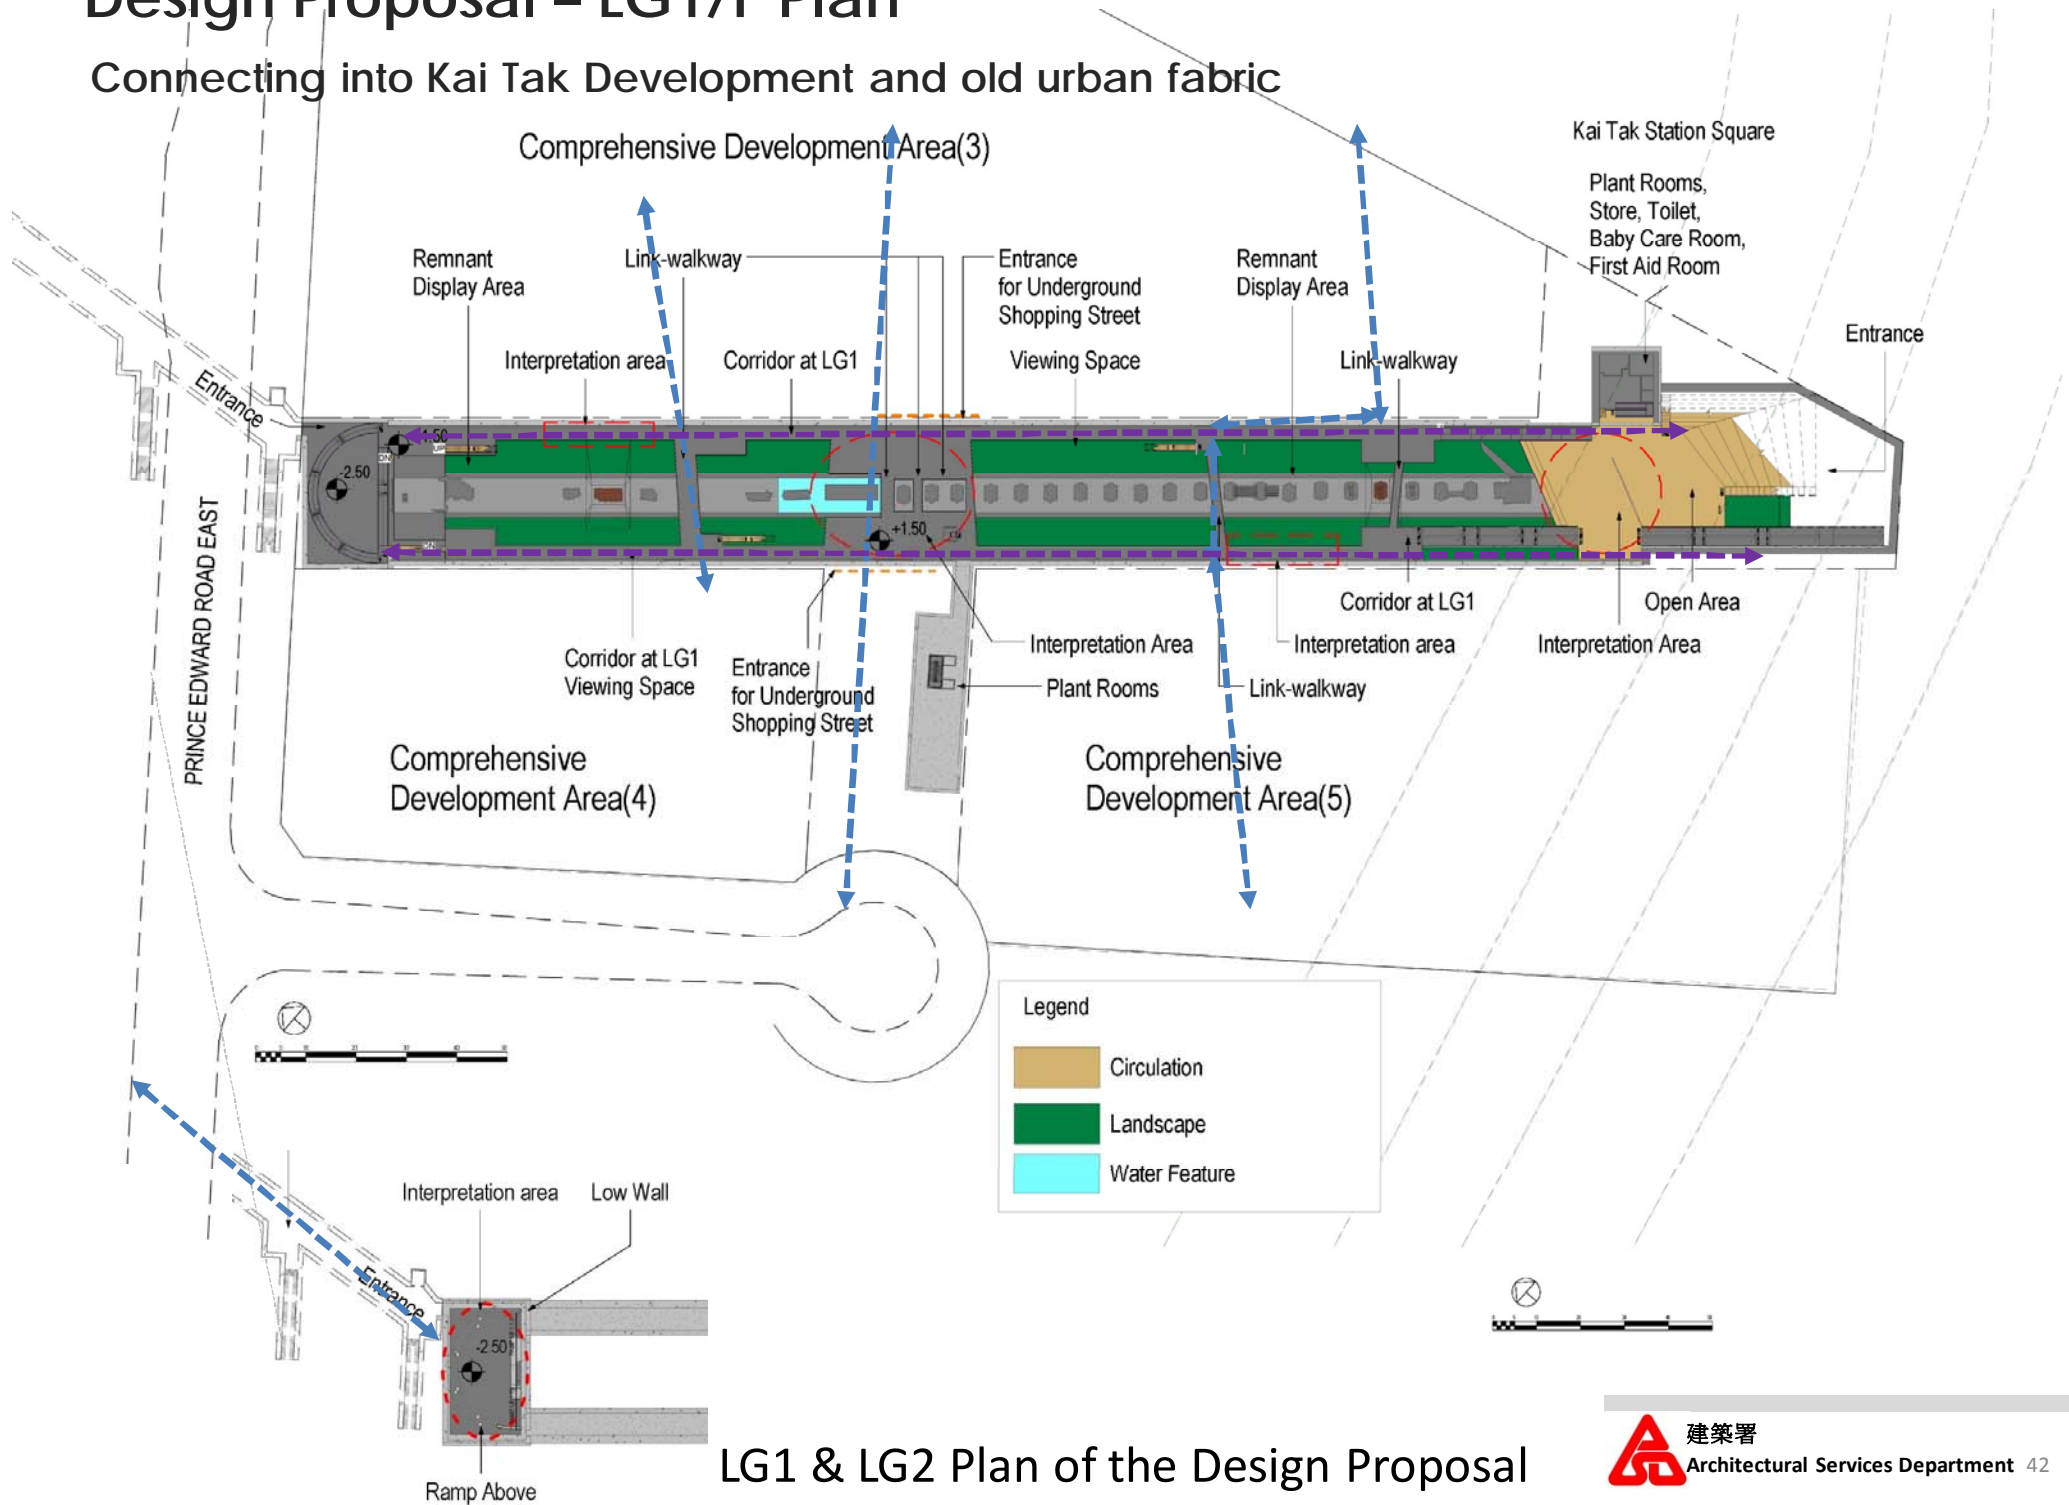 Design Proposal – LG1/F Plan
Connecting into Kai Tak Development and old urban fabric
Comprehensive Development Area(3)
Kai Tak Station Square
Plant Rooms,
Store, Toilet,
Baby Care Room,
First Aid Room
Remnant
Display Area
Link-walkway
Entrance
for Underground
Shopping Street
Remnant
Display Area
Entrance
Interpretation area
Corridor at LG1
Viewing Space
Link-walkway
Entrance
-2.50
+1.50
PRINCE EDWARD ROAD EAST
Corridor at LG1
Open Area
Corridor at LG1
Viewing Space
Entrance
for Underground
Shopping Street
Interpretation Area
Interpretation area
Interpretation Area
Plant Rooms
Link-walkway
Comprehensive
Development Area(4)
Comprehensive
Development Area(5)
Legend
Circulation
Landscape
Water Feature
Interpretation area
Low Wall
Entrance
-2.50
Ramp Above
LG1 & LG2 Plan of the Design Proposal
建築署
Architectural Services Department 42